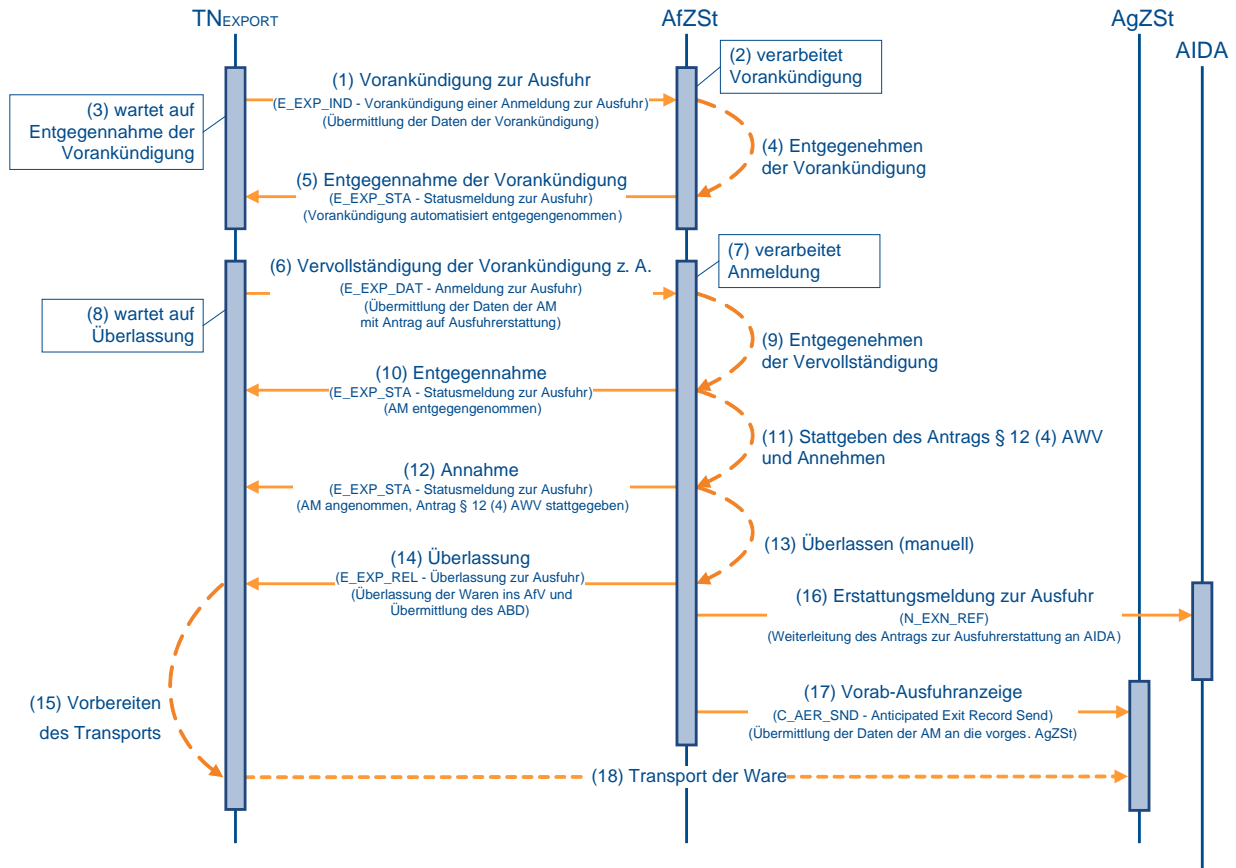 TNEXPORT
AfZSt
AgZSt
AIDA
(2) verarbeitet
Vorankündigung
(1) Vorankündigung zur Ausfuhr
(E_EXP_IND - Vorankündigung einer Anmeldung zur Ausfuhr)
(Übermittlung der Daten der Vorankündigung)
(3) wartet auf
Entgegennahme der
Vorankündigung
(4) Entgegenehmen
der Vorankündigung
(5) Entgegennahme der Vorankündigung
(E_EXP_STA - Statusmeldung zur Ausfuhr)
(Vorankündigung automatisiert entgegengenommen)
(6) Vervollständigung der Vorankündigung z. A.
(E_EXP_DAT - Anmeldung zur Ausfuhr)
(Übermittlung der Daten der AM
mit Antrag auf Ausfuhrerstattung)
(7) verarbeitet
Anmeldung
(8) wartet auf
Überlassung
(9) Entgegenehmen
der Vervollständigung
(10) Entgegennahme
(E_EXP_STA - Statusmeldung zur Ausfuhr)
(AM entgegengenommen)
(11) Stattgeben des Antrags § 12 (4) AWV
und Annehmen
(12) Annahme
(E_EXP_STA - Statusmeldung zur Ausfuhr)
(AM angenommen, Antrag § 12 (4) AWV stattgegeben)
(13) Überlassen (manuell)
(14) Überlassung
(E_EXP_REL - Überlassung zur Ausfuhr)
(Überlassung der Waren ins AfV und
Übermittlung des ABD)
(16) Erstattungsmeldung zur Ausfuhr
(N_EXN_REF)
(Weiterleitung des Antrags zur Ausfuhrerstattung an AIDA)
(15) Vorbereiten
des Transports
(17) Vorab-Ausfuhranzeige
(C_AER_SND - Anticipated Exit Record Send)
(Übermittlung der Daten der AM an die vorges. AgZSt)
(18) Transport der Ware